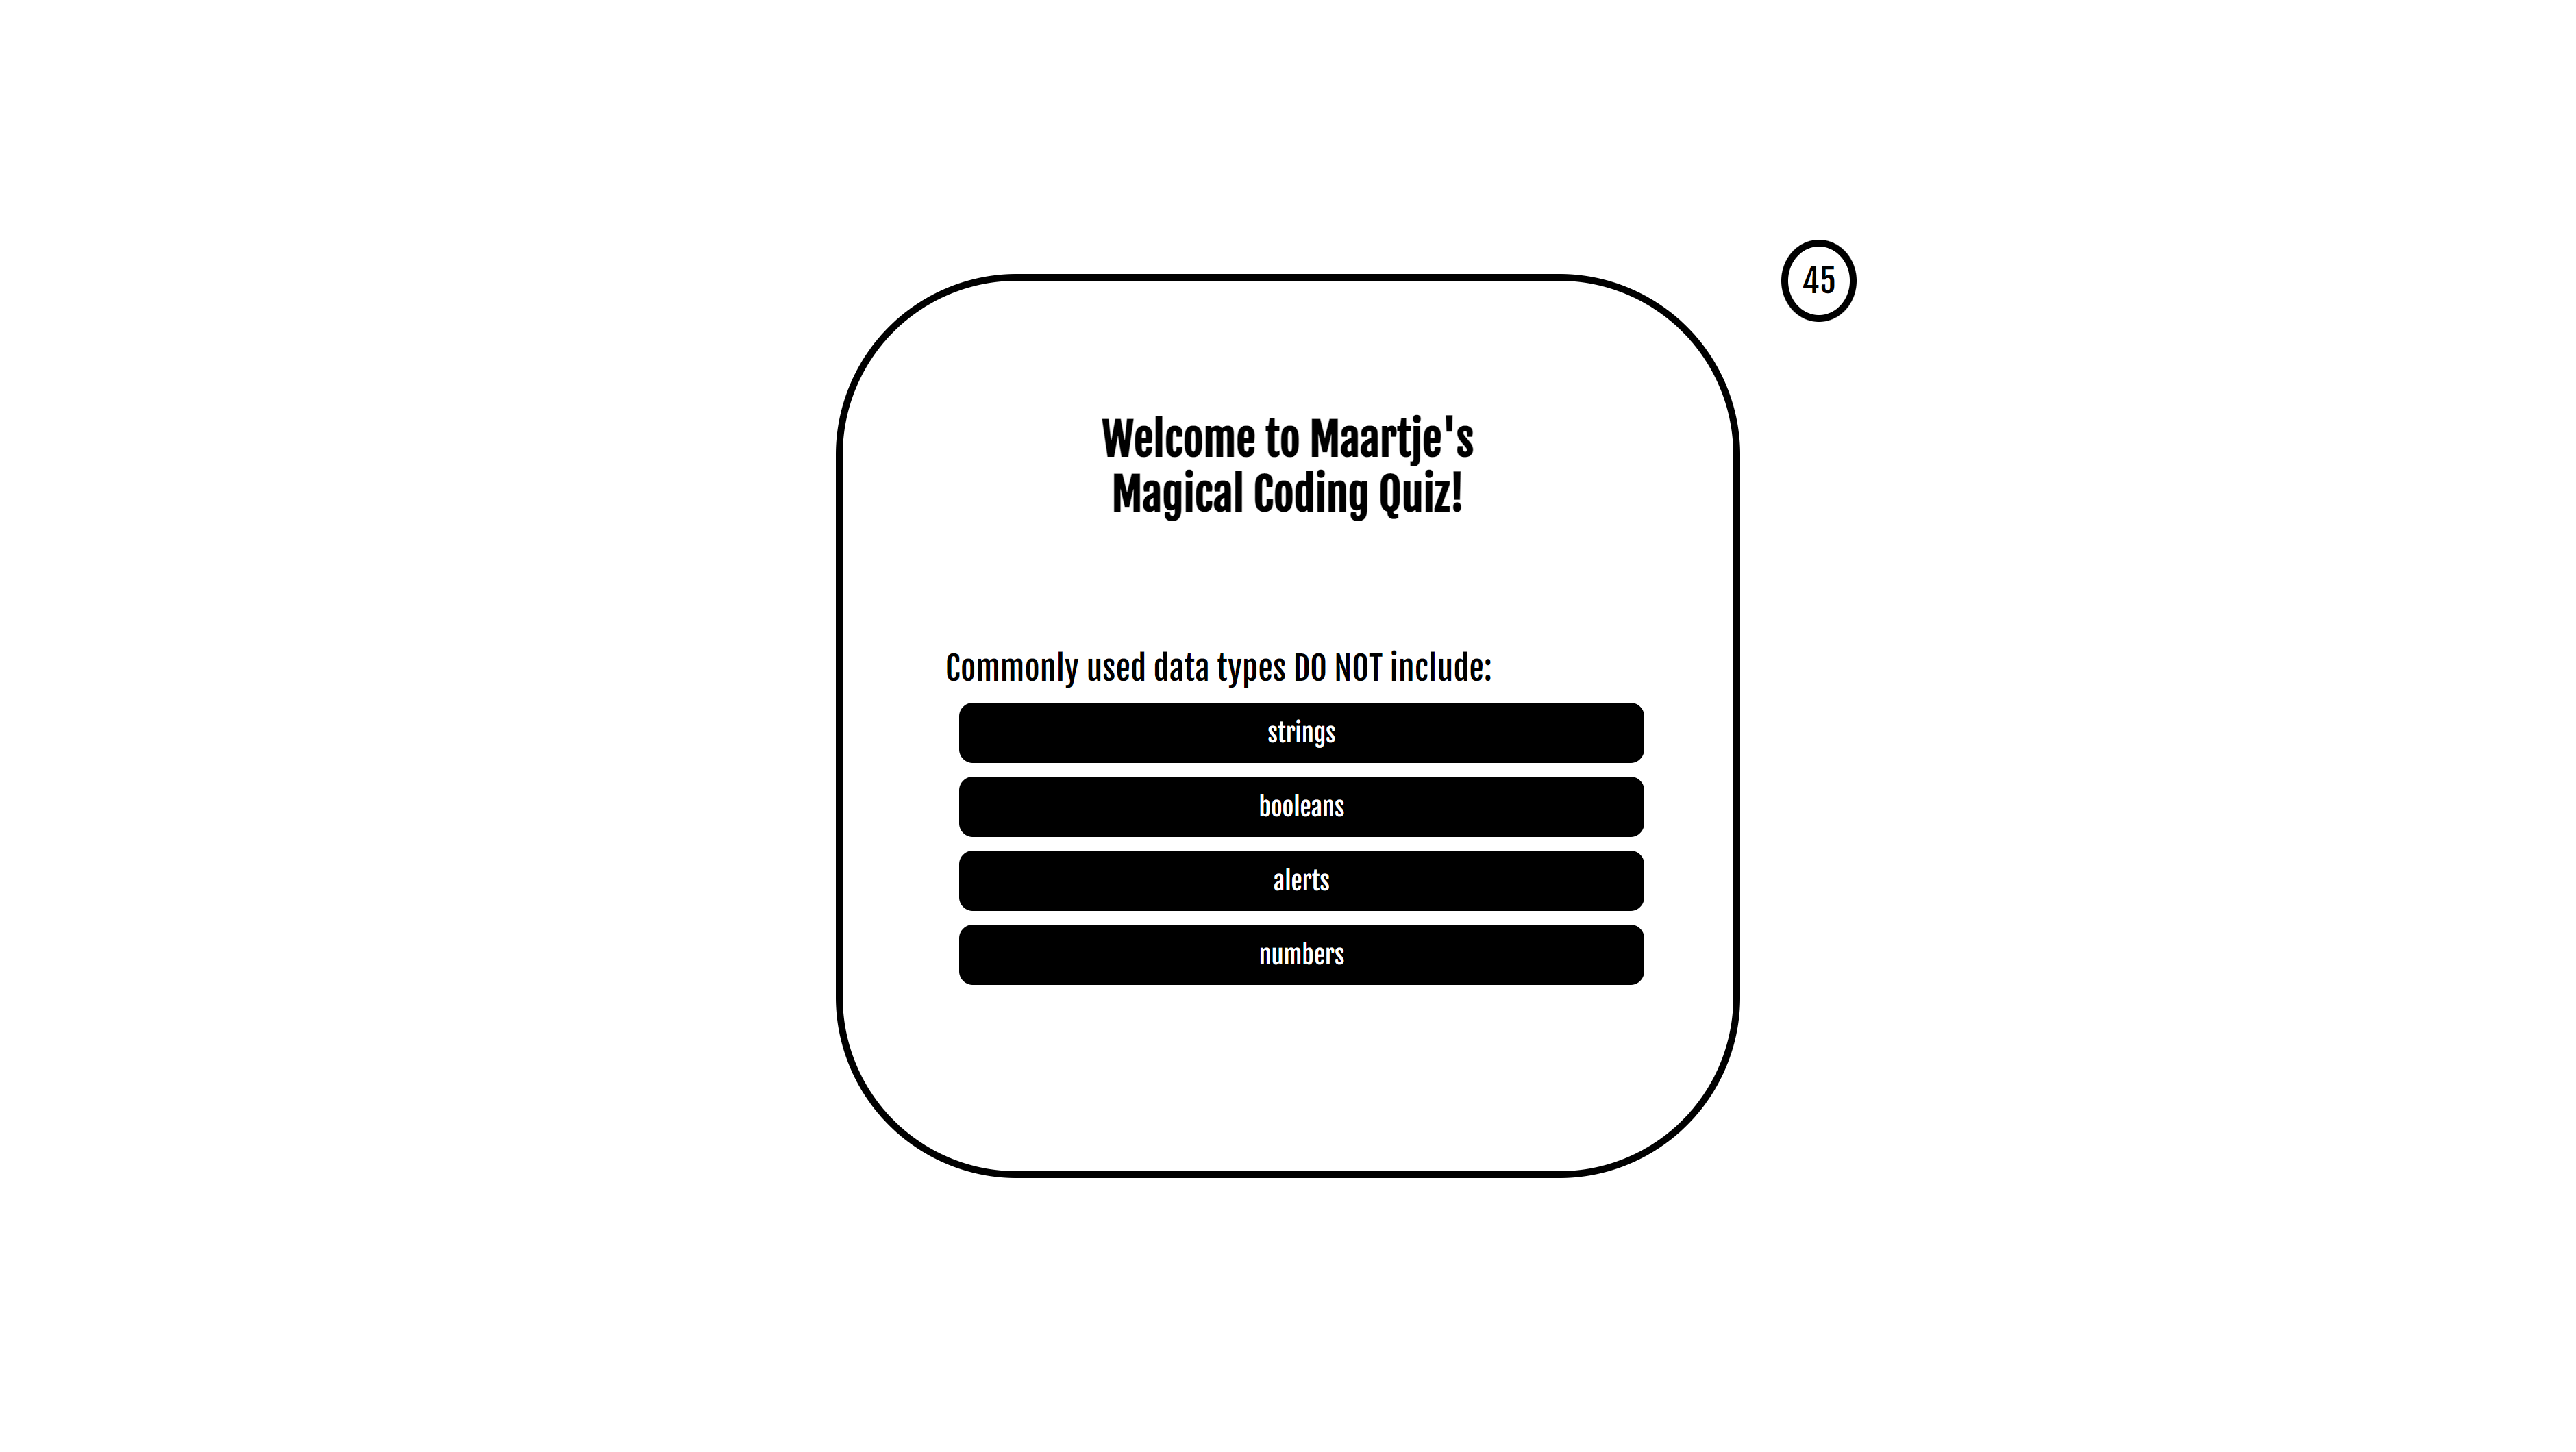 45
Welcome to Maartje's
Magical Coding Quiz!
Commonly used data types DO NOT include:
strings
booleans
alerts
numbers